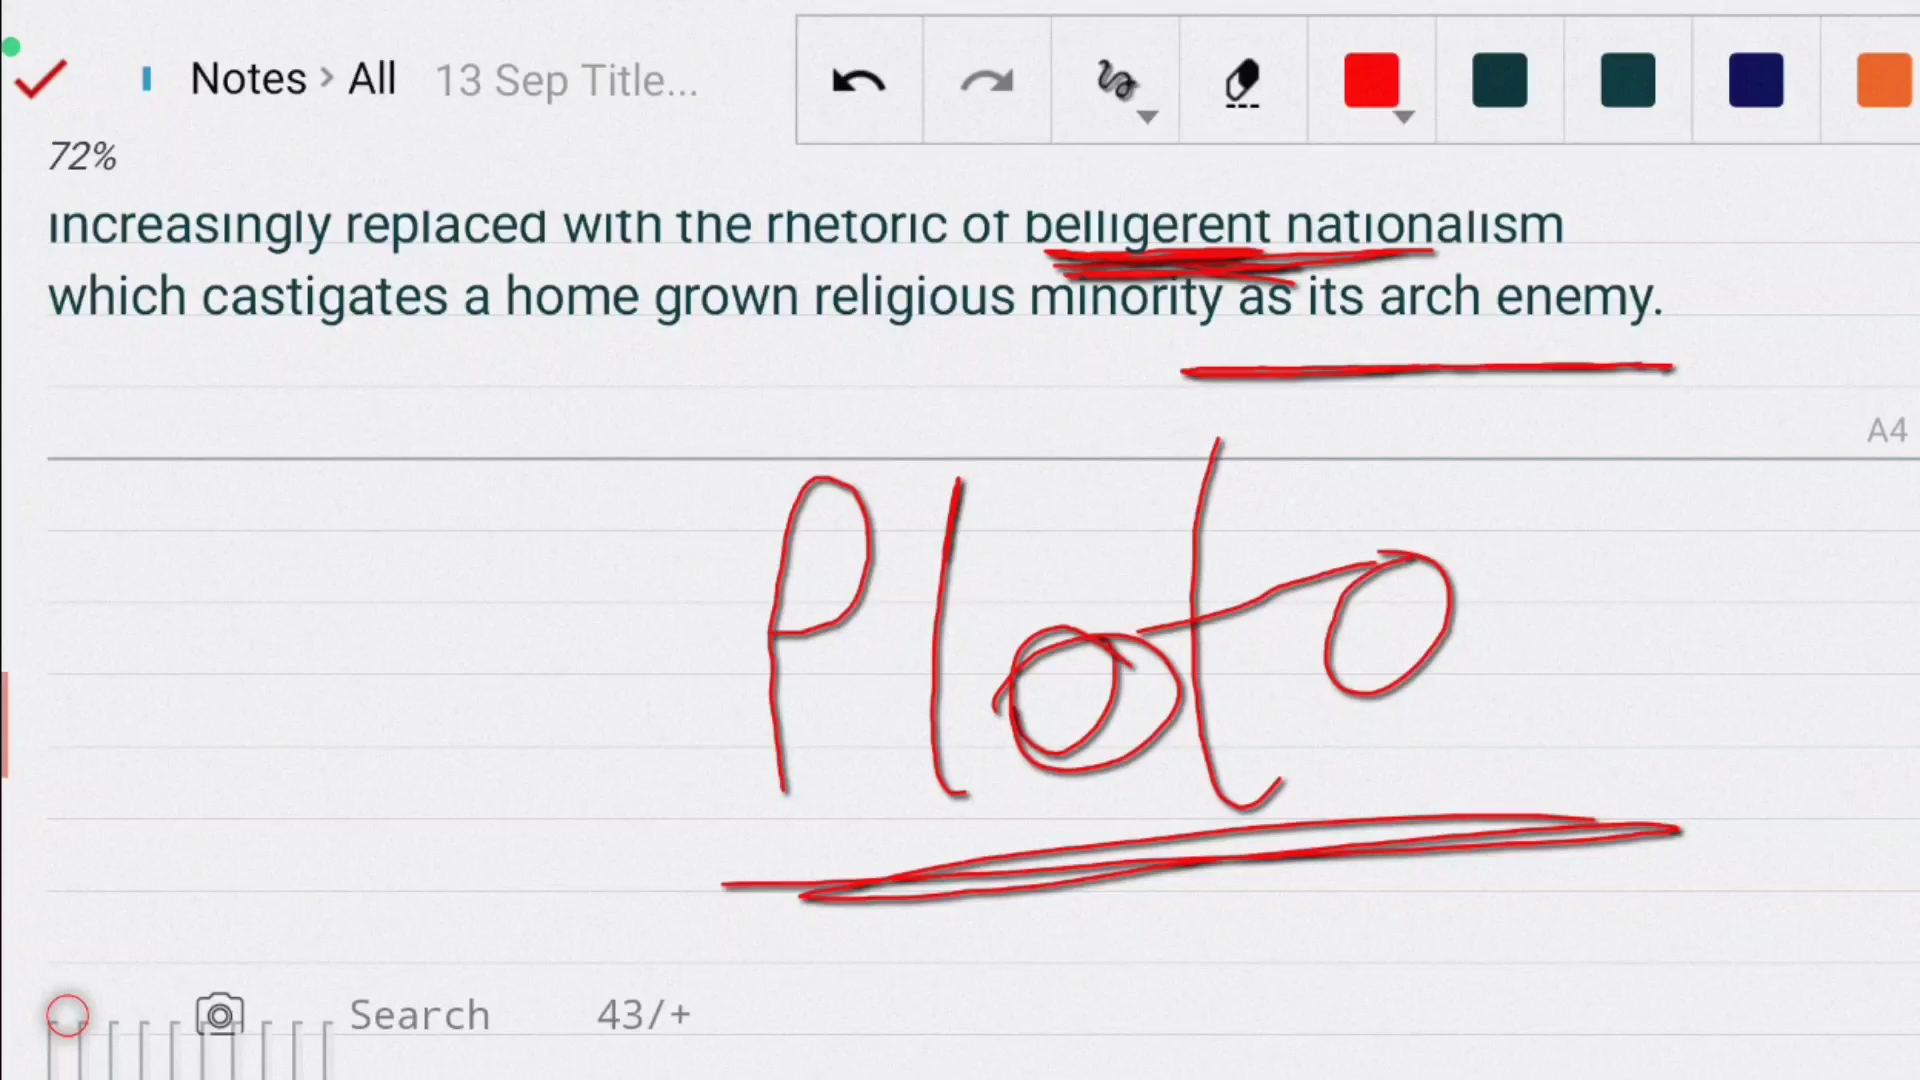 Notes > All 13 Sep Title...
72%
increasingly replaced with the rhetoric of belligerent nationalism
which castigates a home grown religious minority as its arch enemy.
A4
Ploto
Search 43/+